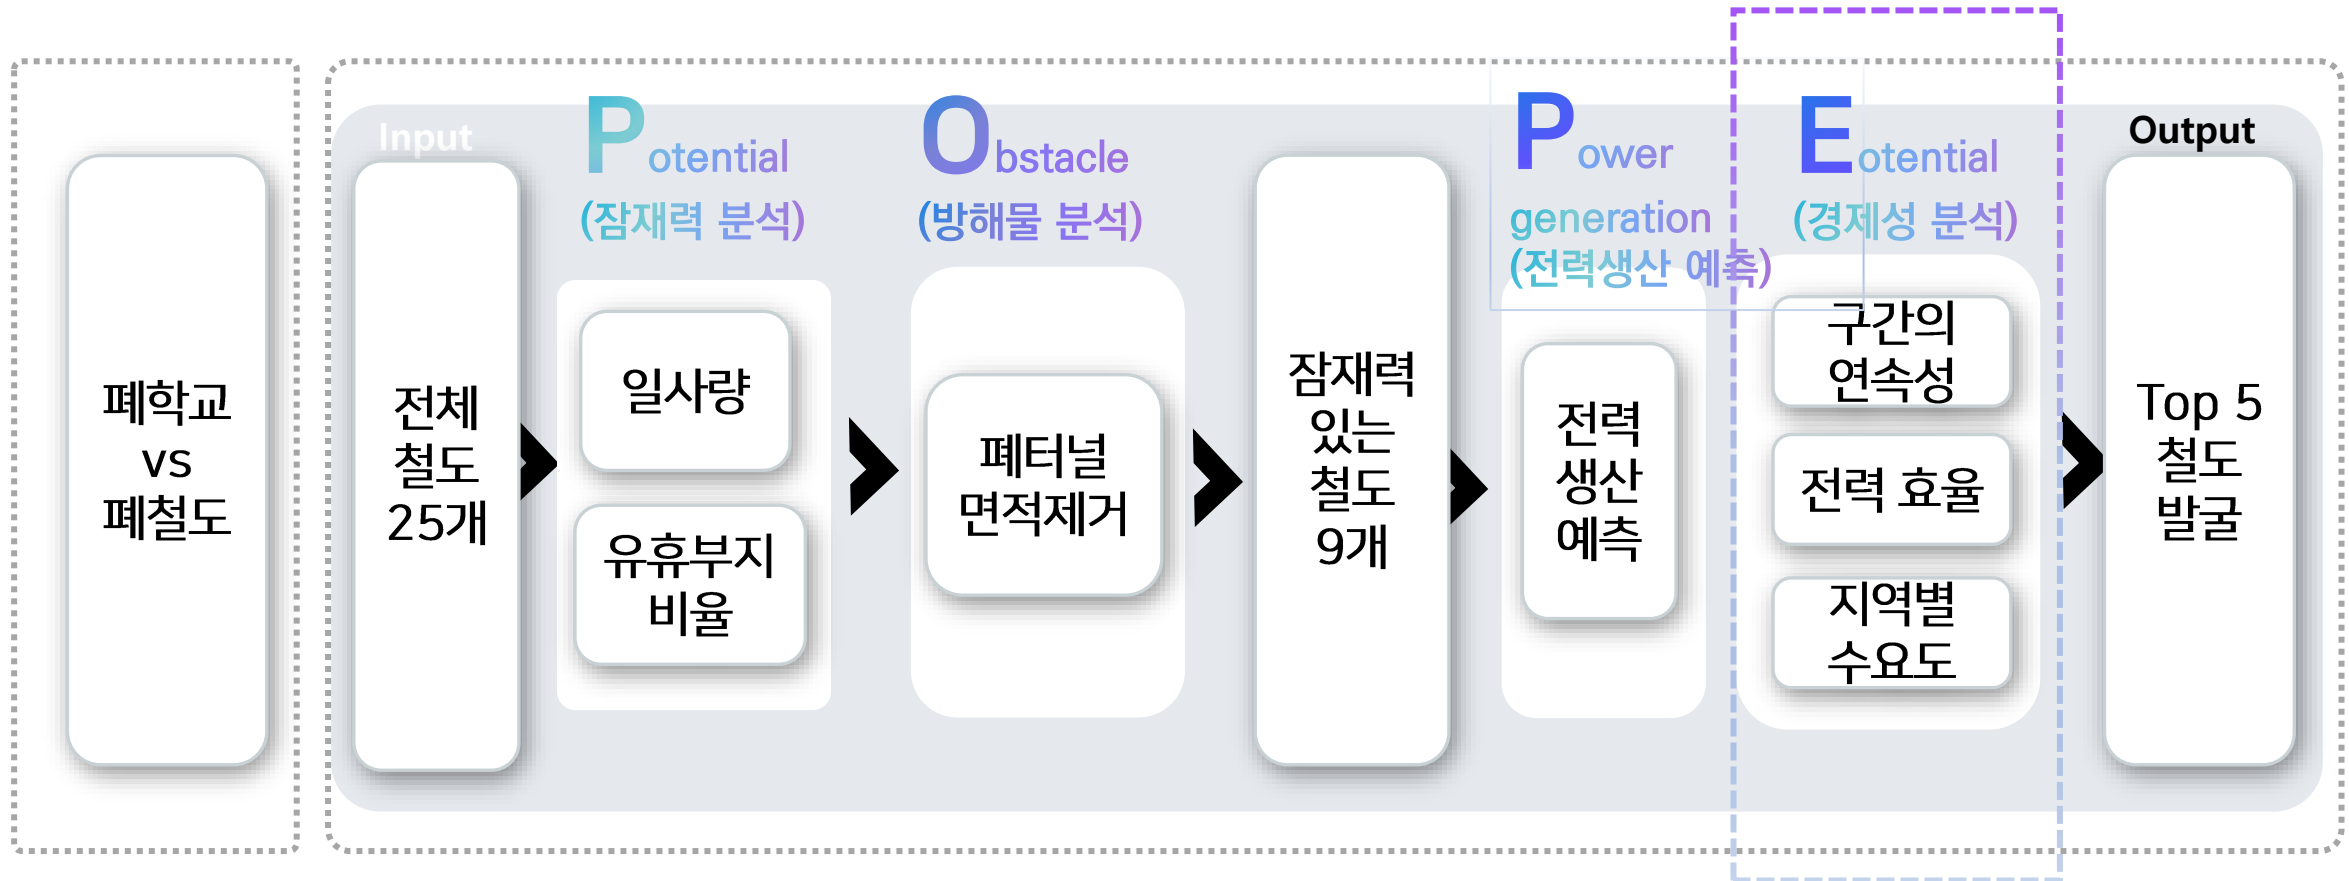 폐학교
vs
폐철도
Input
전체
철도
25개
Potential
(잠재력 분석)
일사량
유휴부지
비율
Obstacle
(방해물 분석)
폐터널
면적제거
잠재력
있는
철도
9개
Power
generation
(전력생산 예측)
전력
생산
예측
Eotential
(경제성 분석)
구간의
연속성
전력 효율
지역별
수요도
Output
Top 5
철도
발굴